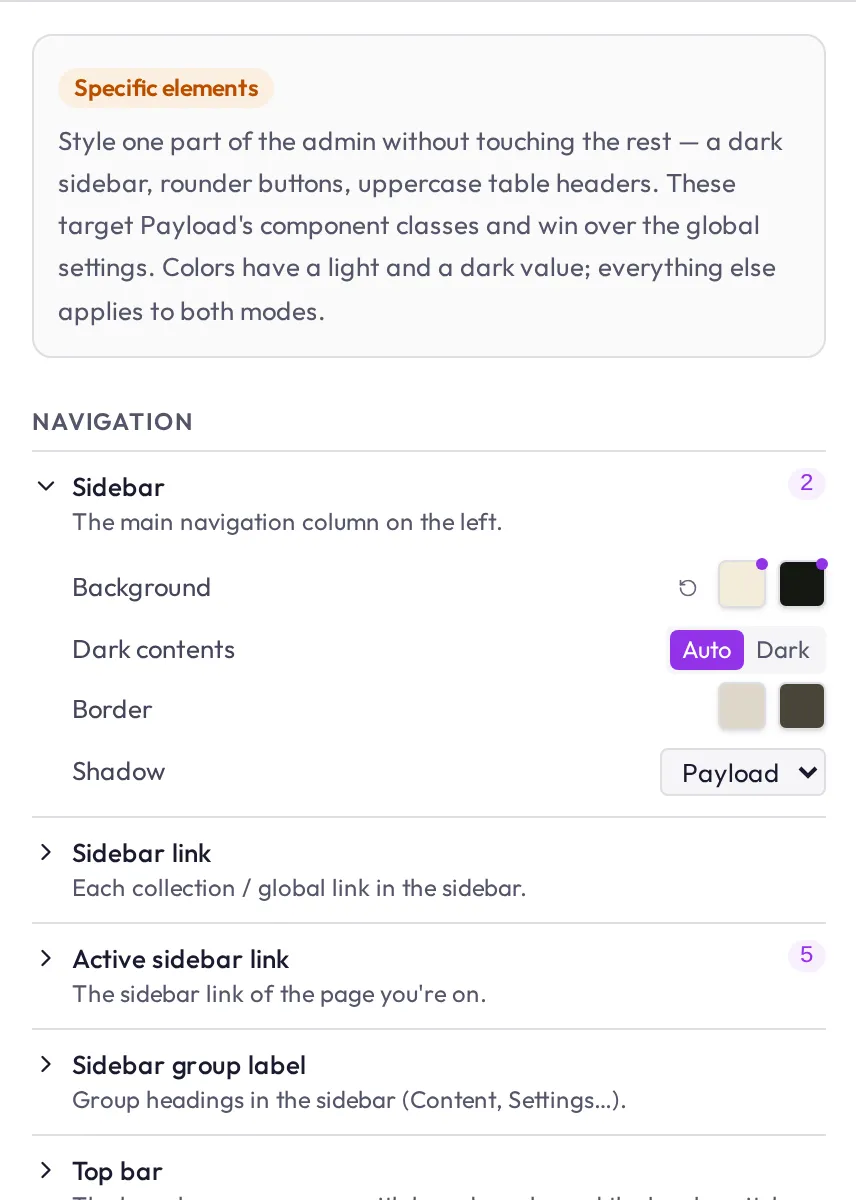 Specific elements
Style one part of the admin without touching the rest — a dark
sidebar, rounder buttons, uppercase table headers. These
target Payload's component classes and win over the global
settings. Colors have a light and a dark value; everything else
applies to both modes.
NAVIGATION
Sidebar 2
The main navigation column on the left.
Background
Dark contents Auto Dark
Border
Shadow Payload
Sidebar link
Each collection / global link in the sidebar.
Active sidebar link 5
The sidebar link of the page you're on.
Sidebar group label
Group headings in the sidebar (Content, Settings…).
Top bar